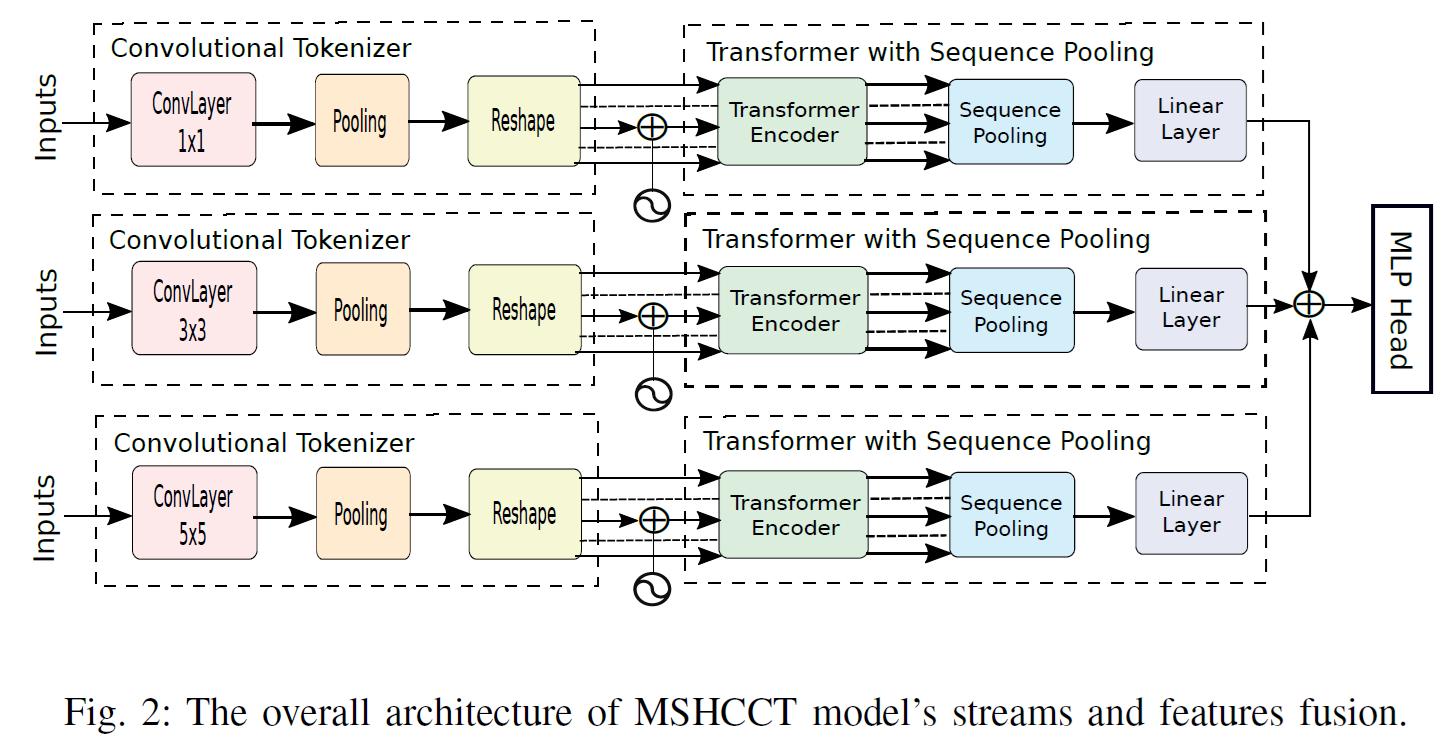 Convolutional Tokenizer
Transformer with Sequence Pooling
Inputs
ConvLayer
1x1
Pooling
Reshape
Transformer
Encoder
Sequence
Pooling
Linear
Layer
Convolutional Tokenizer
Transformer with Sequence Pooling
Inputs
ConvLayer
3x3
Pooling
Reshape
Transformer
Encoder
Sequence
Pooling
Linear
Layer
MLP Head
Convolutional Tokenizer
Transformer with Sequence Pooling
Inputs
ConvLayer
5x5
Pooling
Reshape
Transformer
Encoder
Sequence
Pooling
Linear
Layer
Fig. 2: The overall architecture of MSHCCT model's streams and features fusion.